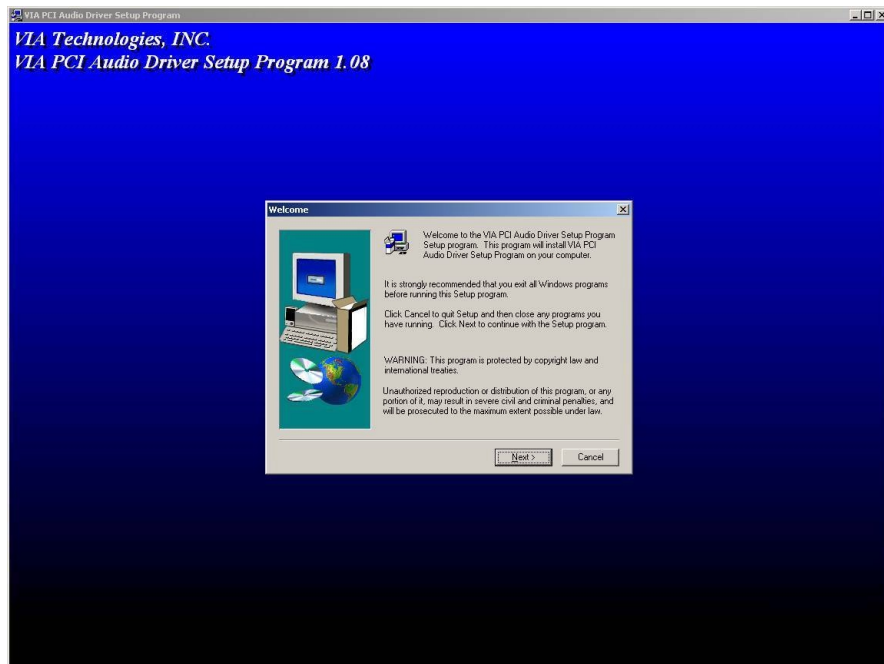 VIA PCI Audio Driver Setup Program
VIA Technologies, INC.
VIA PCI Audio Driver Setup Program 1.08
Welcome
Welcome to the VIA PCI Audio Driver Setup Program
Setup program. This program will install VIA PCI
Audio Driver Setup Program on your computer.
It is strongly recommended that you exit all Windows programs
before running this Setup program.
Click Cancel to quit Setup and then close any programs you
have running. Click Next to continue with the Setup program.
WARNING: This program is protected by copyright law and
international treaties.
Unauthorized reproduction or distribution of this program, or any
portion of it, may result in severe civil and criminal penalties, and
will be prosecuted to the maximum extent possible under law.
Next >
Cancel